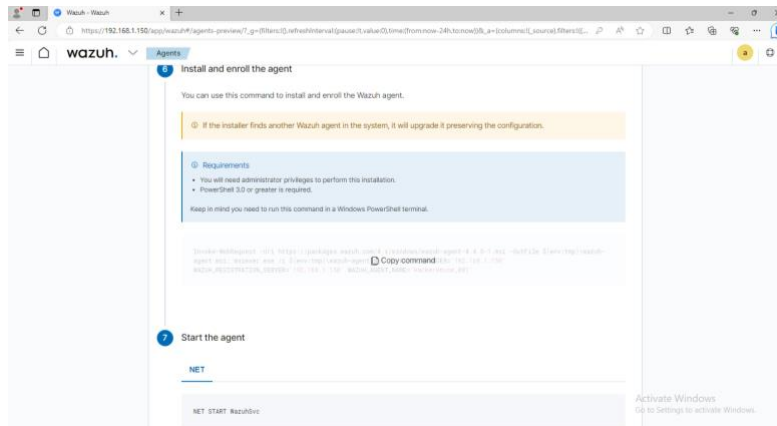 Wazuh - Wazuh
wazuh.
Agents
a
6 Install and enroll the agent
You can use this command to install and enroll the Wazuh agent.
If the installer finds another Wazuh agent in the system, it will upgrade it preserving the configuration.
Requirements
• You will need administrator privileges to perform this installation.
• PowerShell 3.0 or greater is required.
Keep in mind you need to run this command in a Windows PowerShell terminal.
Copy command
7 Start the agent
NET
NET START WazuhSvc
Activate Windows
Go to Settings to activate Windows.